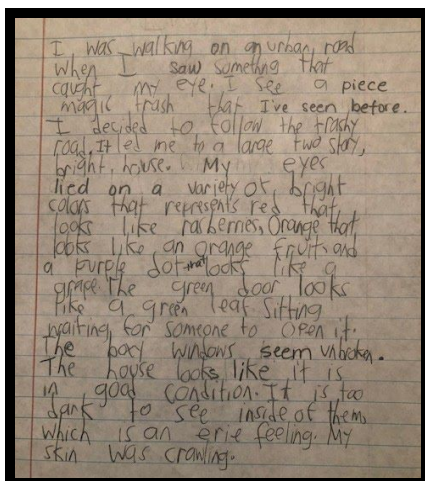 I was walking on an urban road
when I saw something that
caught my eye. I see a piece
magic trash that I've seen before.
I decided to follow the trashy
road. It led me to a large two story,
bright, house. My eyes
lied on a variety of, bright
colors that represents red that,
looks like rasberries, Orange that,
looks like an orange fruit, and
a purple dot that looks like a
grape. The green door looks
like a green leaf. Sitting
waiting for someone to open it.
The boxy windows seem unbroken.
The house looks like it is
in good condition. It is too
dark to see inside of them,
which is an erie feeling. My
skin was crawling.